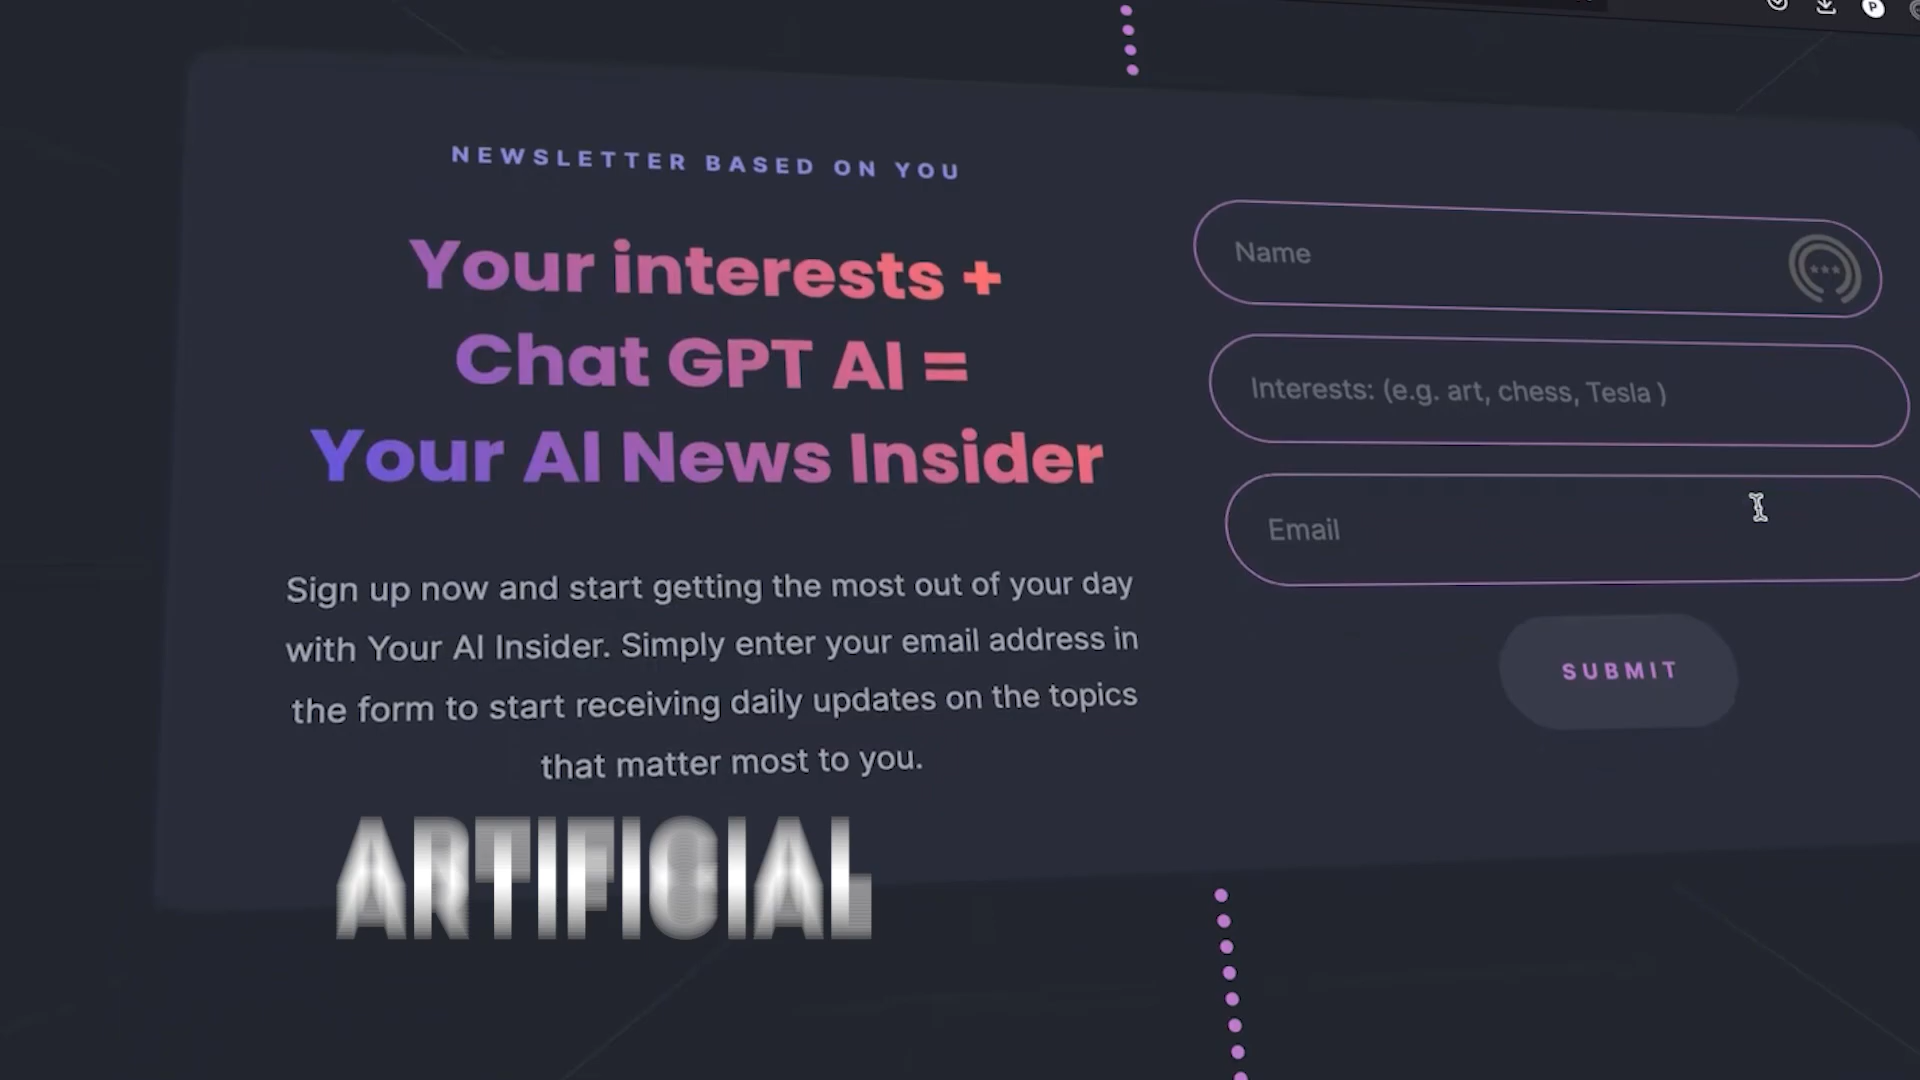 NEWSLETTER BASED ON YOU
Your interests +
Chat GPT AI =
Your AI News Insider
Sign up now and start getting the most out of your day
with Your AI Insider. Simply enter your email address in
the form to start receiving daily updates on the topics
that matter most to you.
Name
Interests: (e.g. art, chess, Tesla )
Email
SUBMIT
ARTIFICIAL
P